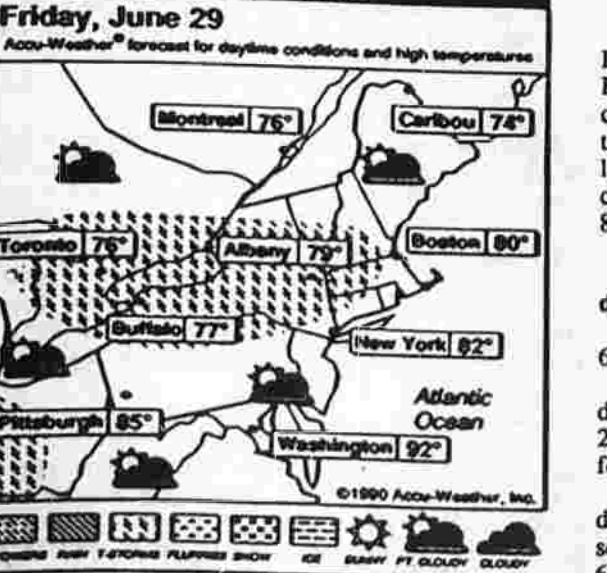 Friday, June 29
Accu-Weather® forecast for daytime conditions and high temperatures
Montreal 76°
Caribou 74°
Toronto 76°
Albany 79°
Boston 80°
Buffalo 77°
New York 82°
Atlantic
Ocean
Pittsburgh 85°
Washington 92°
©1990 Accu-Weather, Inc.
RAIN T-STORMS FLURRIES SNOW ICE SUNNY PT. CLOUDY CLOUDY